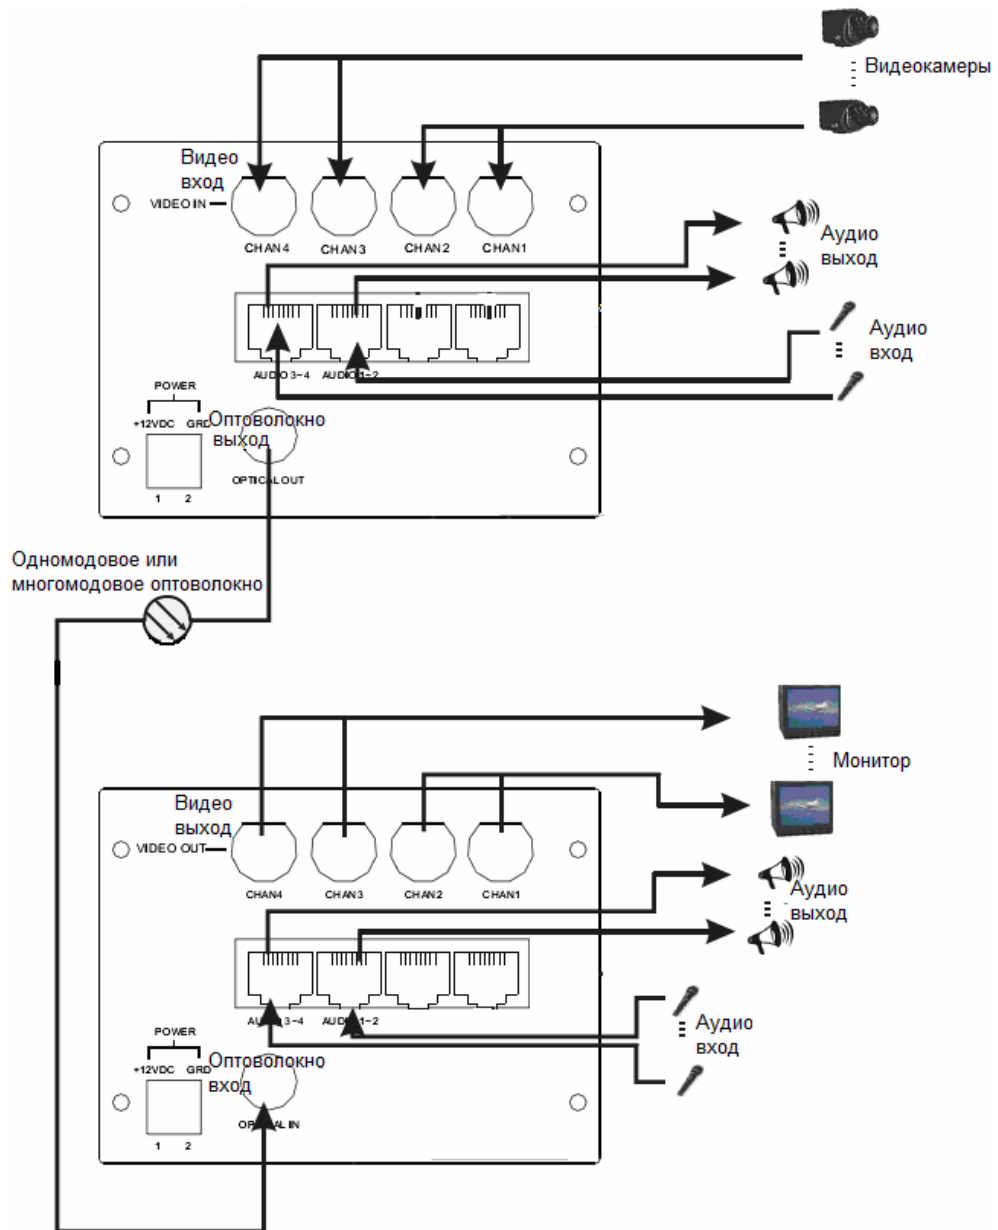 Видеокамеры
Видео
вход
VIDEO IN
CHAN4
CHAN3
CHAN2
CHAN1
Аудио
выход
Аудио
вход
AUDIO 3~4
AUDIO 1~2
POWER
+12VDC
GRD
Оптоволокно
выход
OPTICAL OUT
1
2
Одномодовое или
многомодовое оптоволокно
Монитор
Видео
выход
VIDEO OUT
CHAN4
CHAN3
CHAN2
CHAN1
Аудио
выход
Аудио
вход
AUDIO 3~4
AUDIO 1~2
POWER
+12VDC
GRD
Оптоволокно
вход
OPTICAL IN
1
2